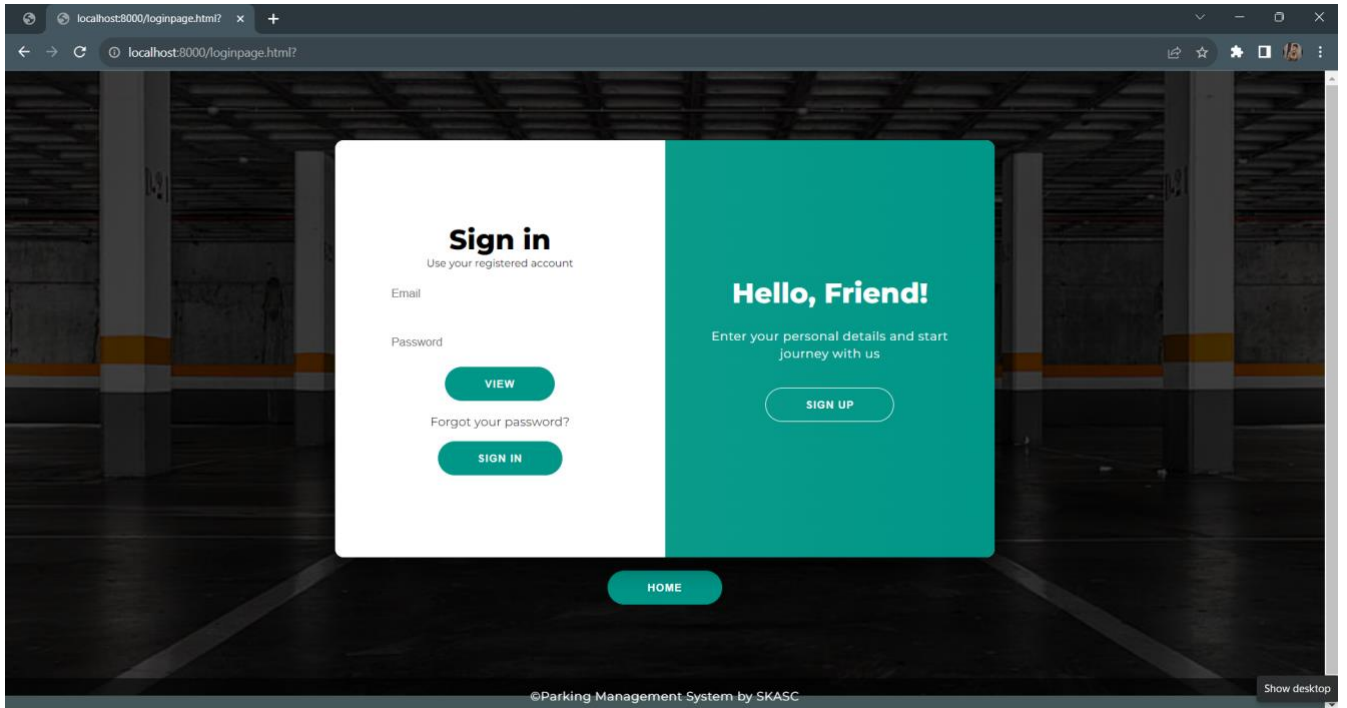 localhost:8000/loginpage.html?
localhost:8000/loginpage.html?
Sign in
Use your registered account
Email
Password
VIEW
Forgot your password?
SIGN IN
Hello, Friend!
Enter your personal details and start
journey with us
SIGN UP
HOME
©Parking Management System by SKASC
Show desktop